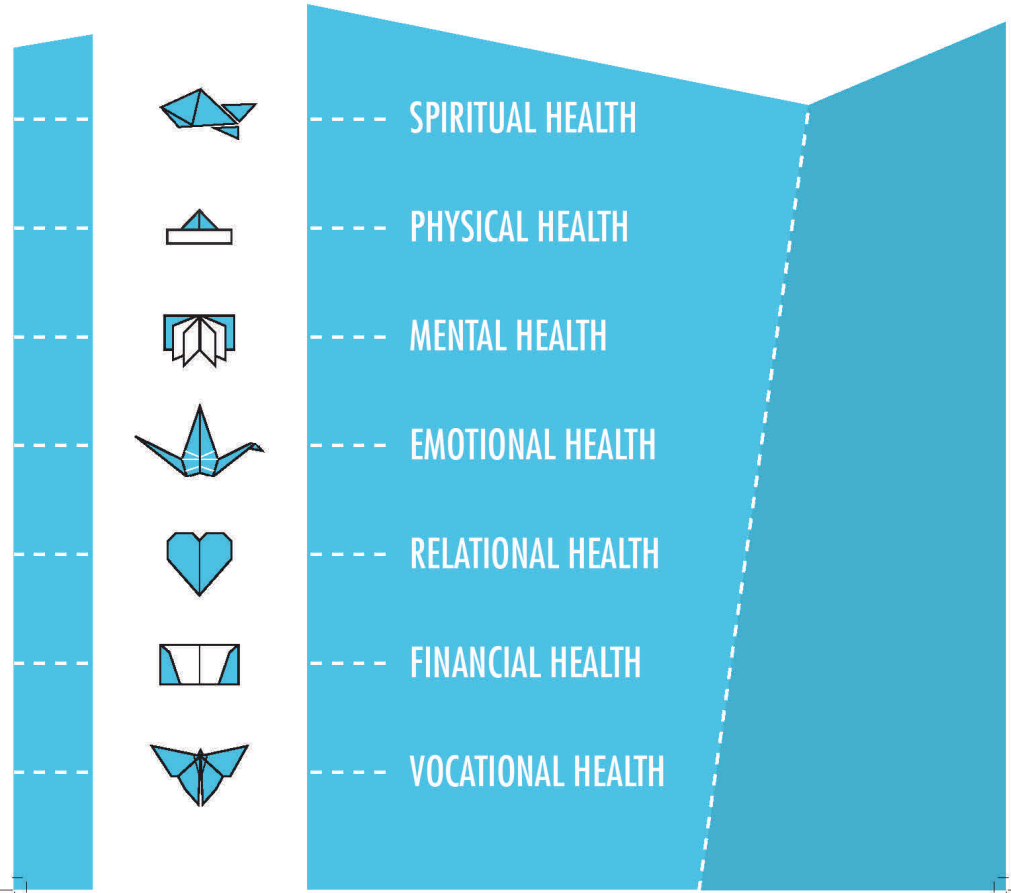 SPIRITUAL HEALTH
PHYSICAL HEALTH
MENTAL HEALTH
EMOTIONAL HEALTH
RELATIONAL HEALTH
FINANCIAL HEALTH
VOCATIONAL HEALTH